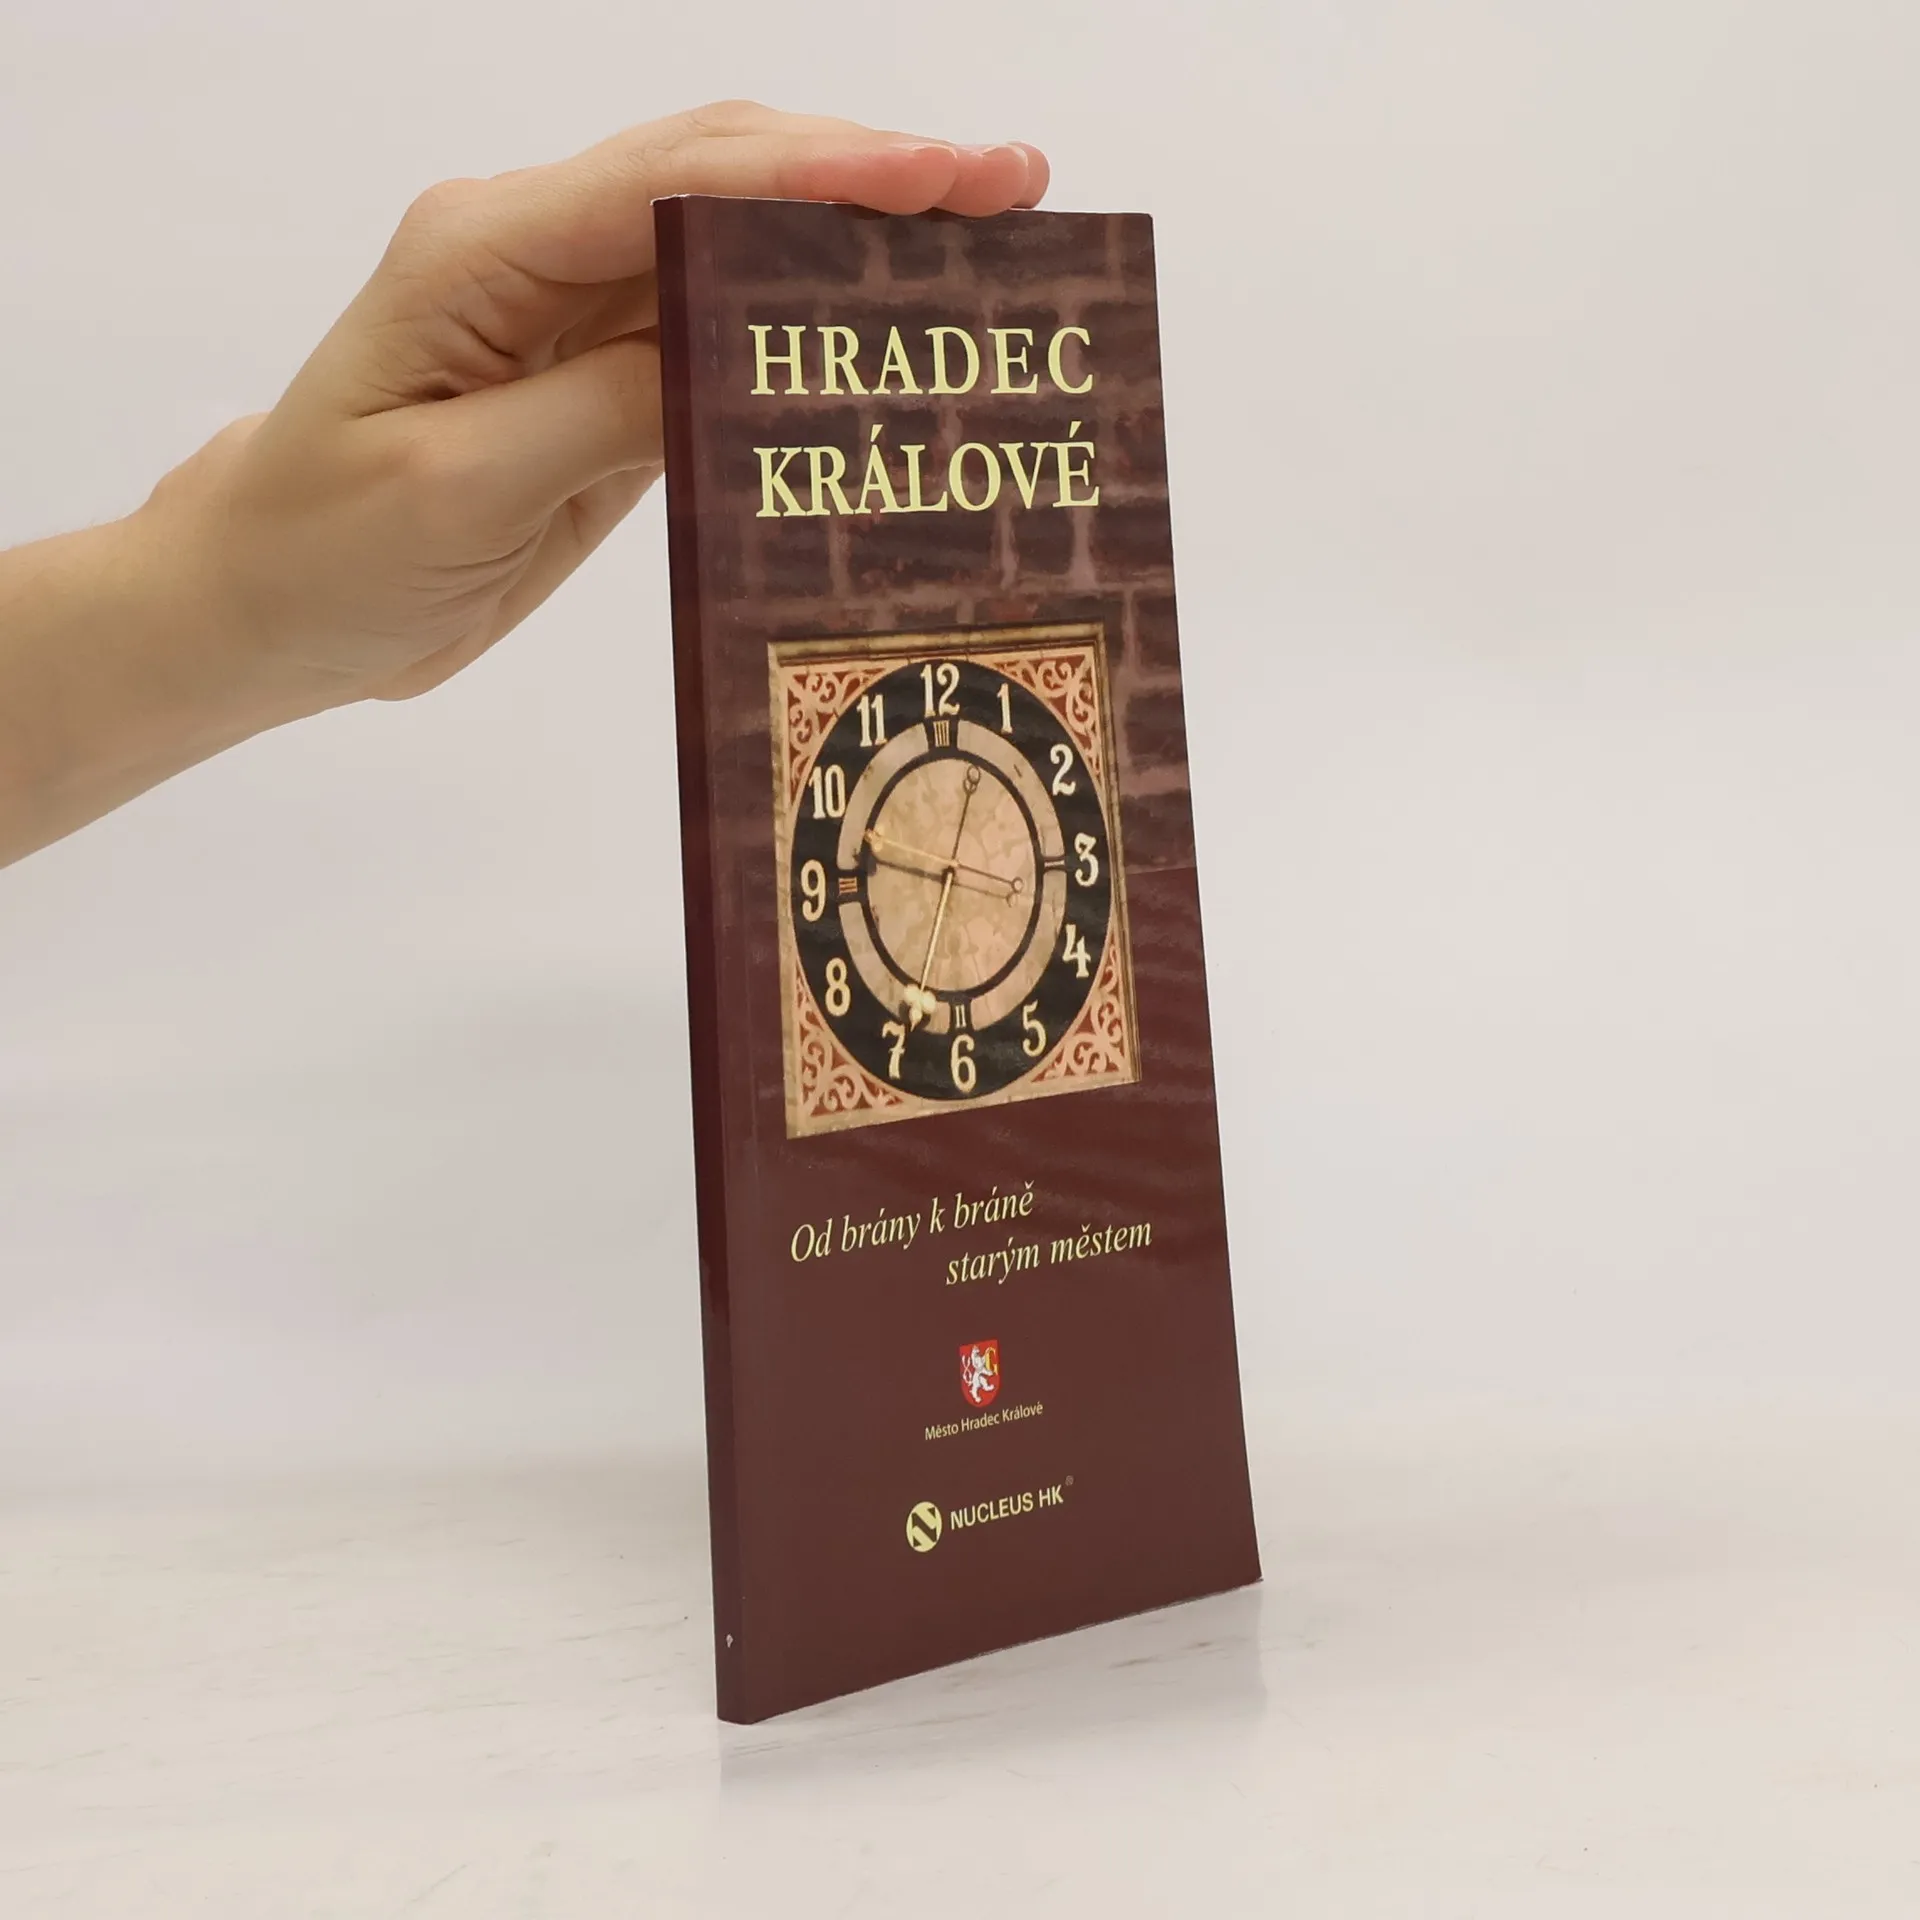 HRADEC
KRÁLOVÉ
12
11 1
10 2
9 3
8 4
7 5
6
Od brány k bráně
starým městem
Město Hradec Králové
NUCLEUS HK®